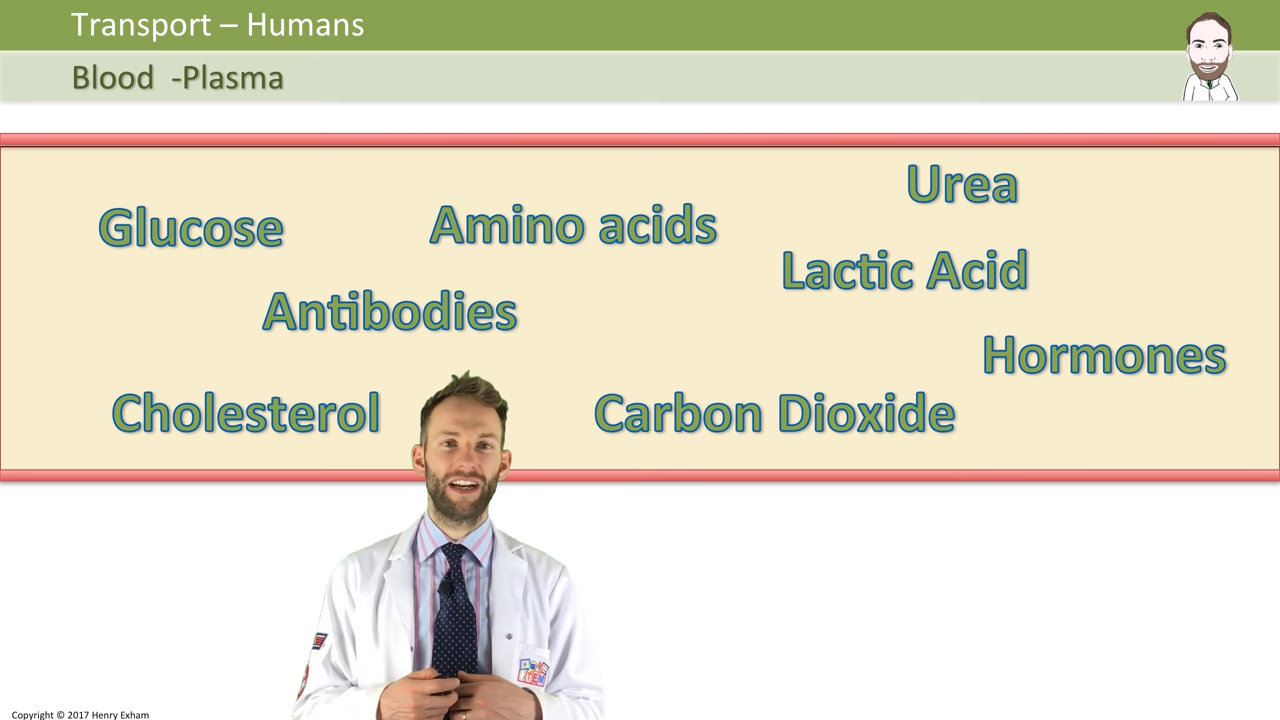 Transport – Humans
Blood -Plasma
Urea
Glucose
Amino acids
Lactic Acid
Antibodies
Hormones
Cholesterol
Carbon Dioxide
STEM
Copyright © 2017 Henry Exham